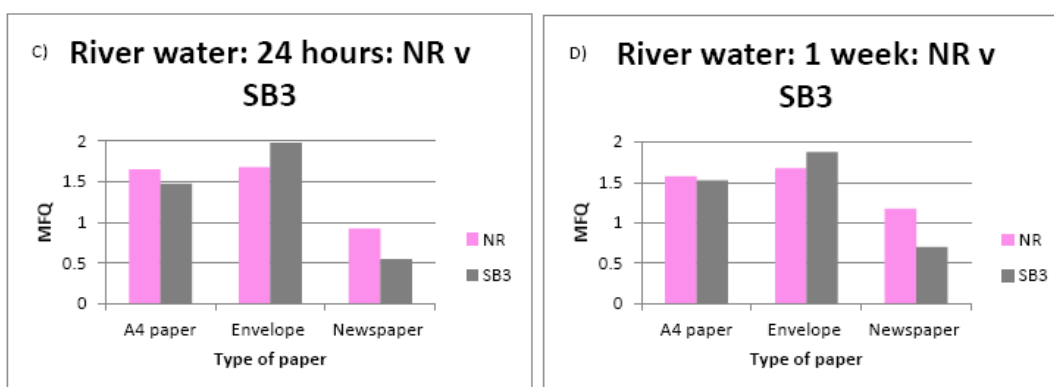 C) River water: 24 hours: NR v
SB3
2
1.5
1
0.5
0
MFQ
A4 paper Envelope Newspaper
Type of paper
NR
SB3
D) River water: 1 week: NR v
SB3
2
1.5
1
0.5
0
MFQ
A4 paper Envelope Newspaper
Type of paper
NR
SB3